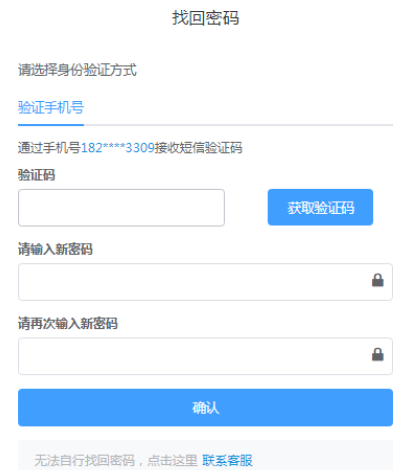 找回密码
请选择身份验证方式
验证手机号
通过手机号182****3309接收短信验证码
验证码
获取验证码
请输入新密码
请再次输入新密码
确认
无法自行找回密码，点击这里 联系客服